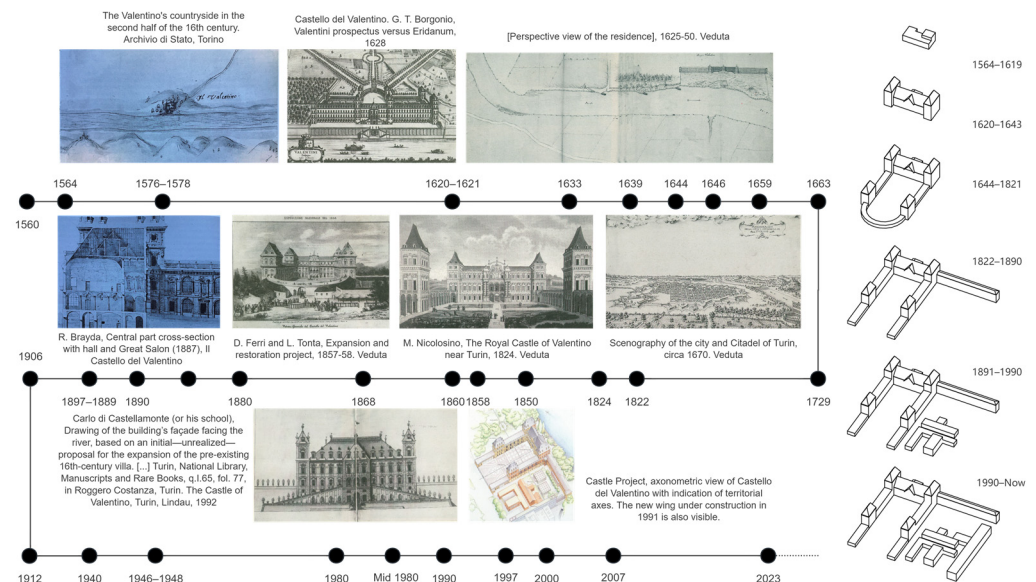 The Valentino's countryside in the
second half of the 16th century.
Archivio di Stato, Torino
Castello del Valentino. G. T. Borgonio,
Valentini prospectus versus Eridanum,
1628
[Perspective view of the residence], 1625-50. Veduta
Il Valentino
VALENTINI
1564
1576–1578
1620–1621
1633
1639
1644
1646
1659
1663
1560
R. Brayda, Central part cross-section
with hall and Great Salon (1887), Il
Castello del Valentino
D. Ferri and L. Tonta, Expansion and
restoration project, 1857-58. Veduta
M. Nicolosino, The Royal Castle of Valentino
near Turin, 1824. Veduta
Scenography of the city and Citadel of Turin,
circa 1670. Veduta
1906
1897–1889
1890
1880
1868
1860
1858
1850
1824
1822
1729
Carlo di Castellamonte (or his school),
Drawing of the building's façade facing the
river, based on an initial—unrealized—
proposal for the expansion of the pre-existing
16th-century villa. [...] Turin, National Library,
Manuscripts and Rare Books, q.I.65, fol. 77,
in Roggero Costanza, Turin. The Castle of
Valentino, Turin, Lindau, 1992
Castle Project, axonometric view of Castello
del Valentino with indication of territorial
axes. The new wing under construction in
1991 is also visible.
1912
1940
1946–1948
1980
Mid 1980
1990
1997
2000
2007
2023
1564–1619
1620–1643
1644–1821
1822–1890
1891–1990
1990–Now